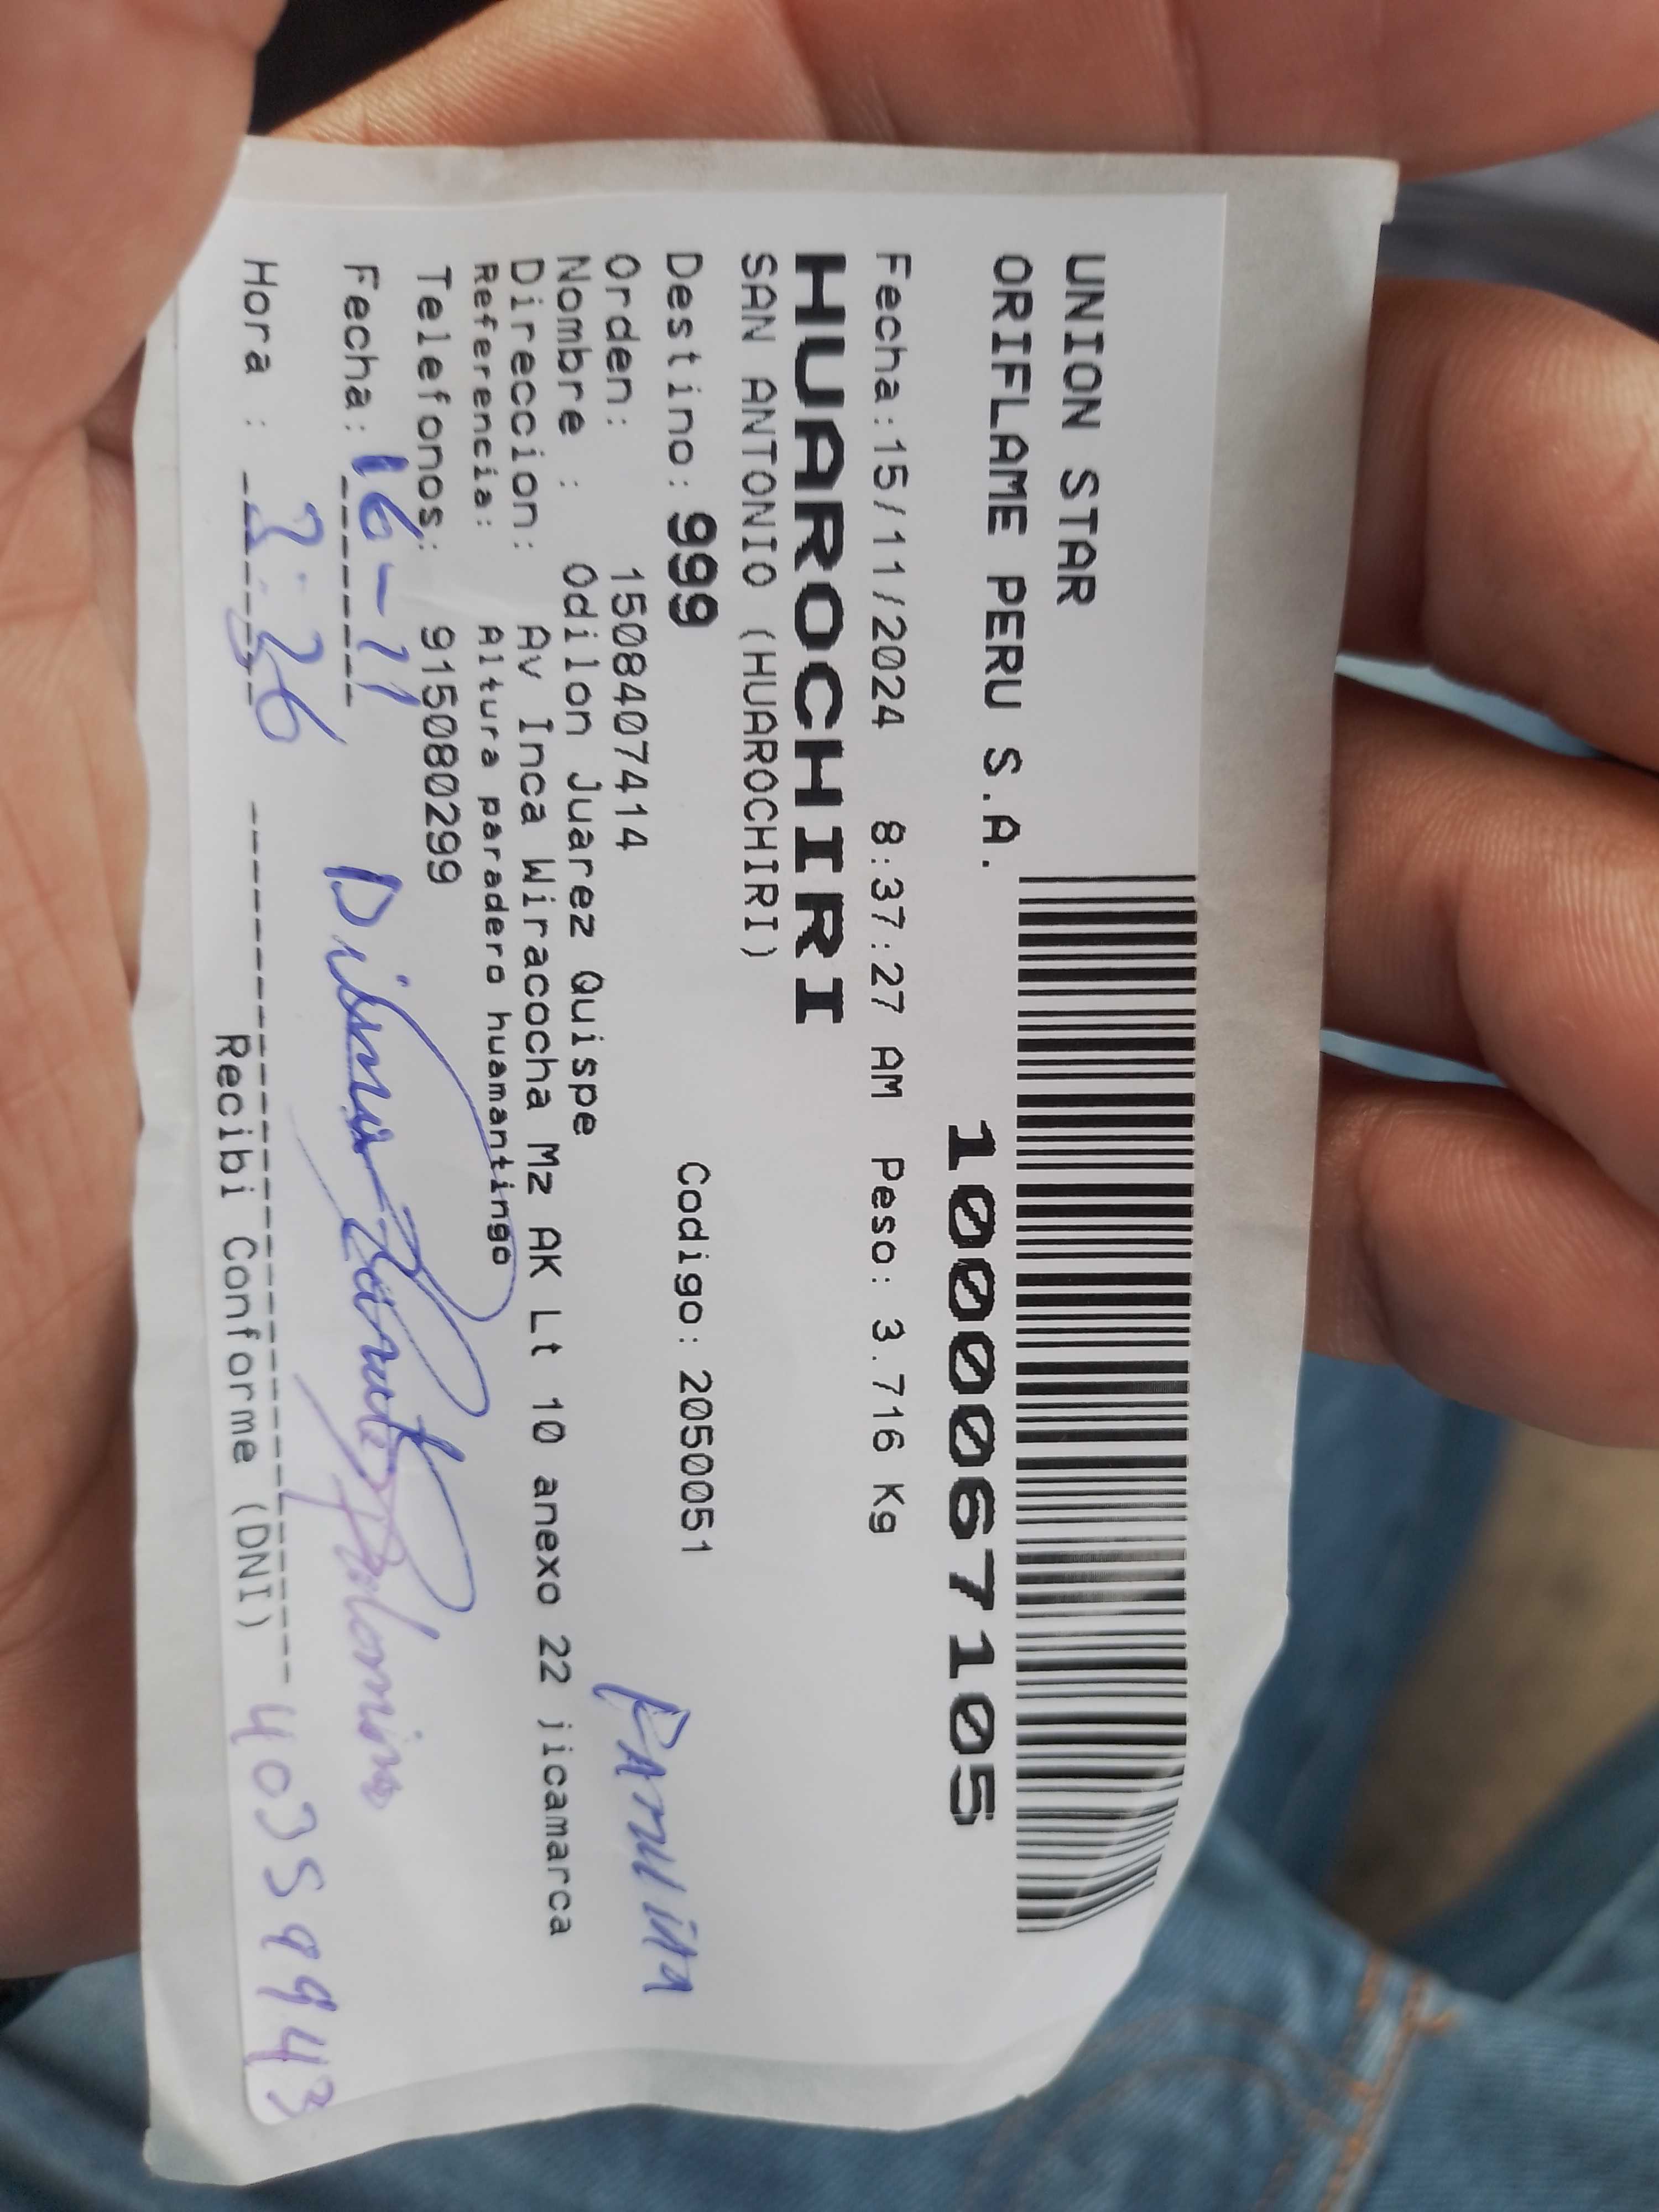 UNION STAR
ORIFLAME PERU S.A.
1000067105
Fecha:15/11/2024 8:37:27 AM Peso: 3.716 Kg
HUAROCHIRI
SAN ANTONIO (HUAROCHIRI)
Destino: 999 Codigo: 2050051
Orden: 1508407414
Nombre : Odilon Juarez Quispe
Direccion: Av Inca Wiracocha Mz AK Lt 10 anexo 22 jicamarca
Referencia: Altura paradero huamantingo
Telefonos: 915080299
Fecha: 16-11
Hora : 3:26
40359943
Recibi Conforme (DNI)